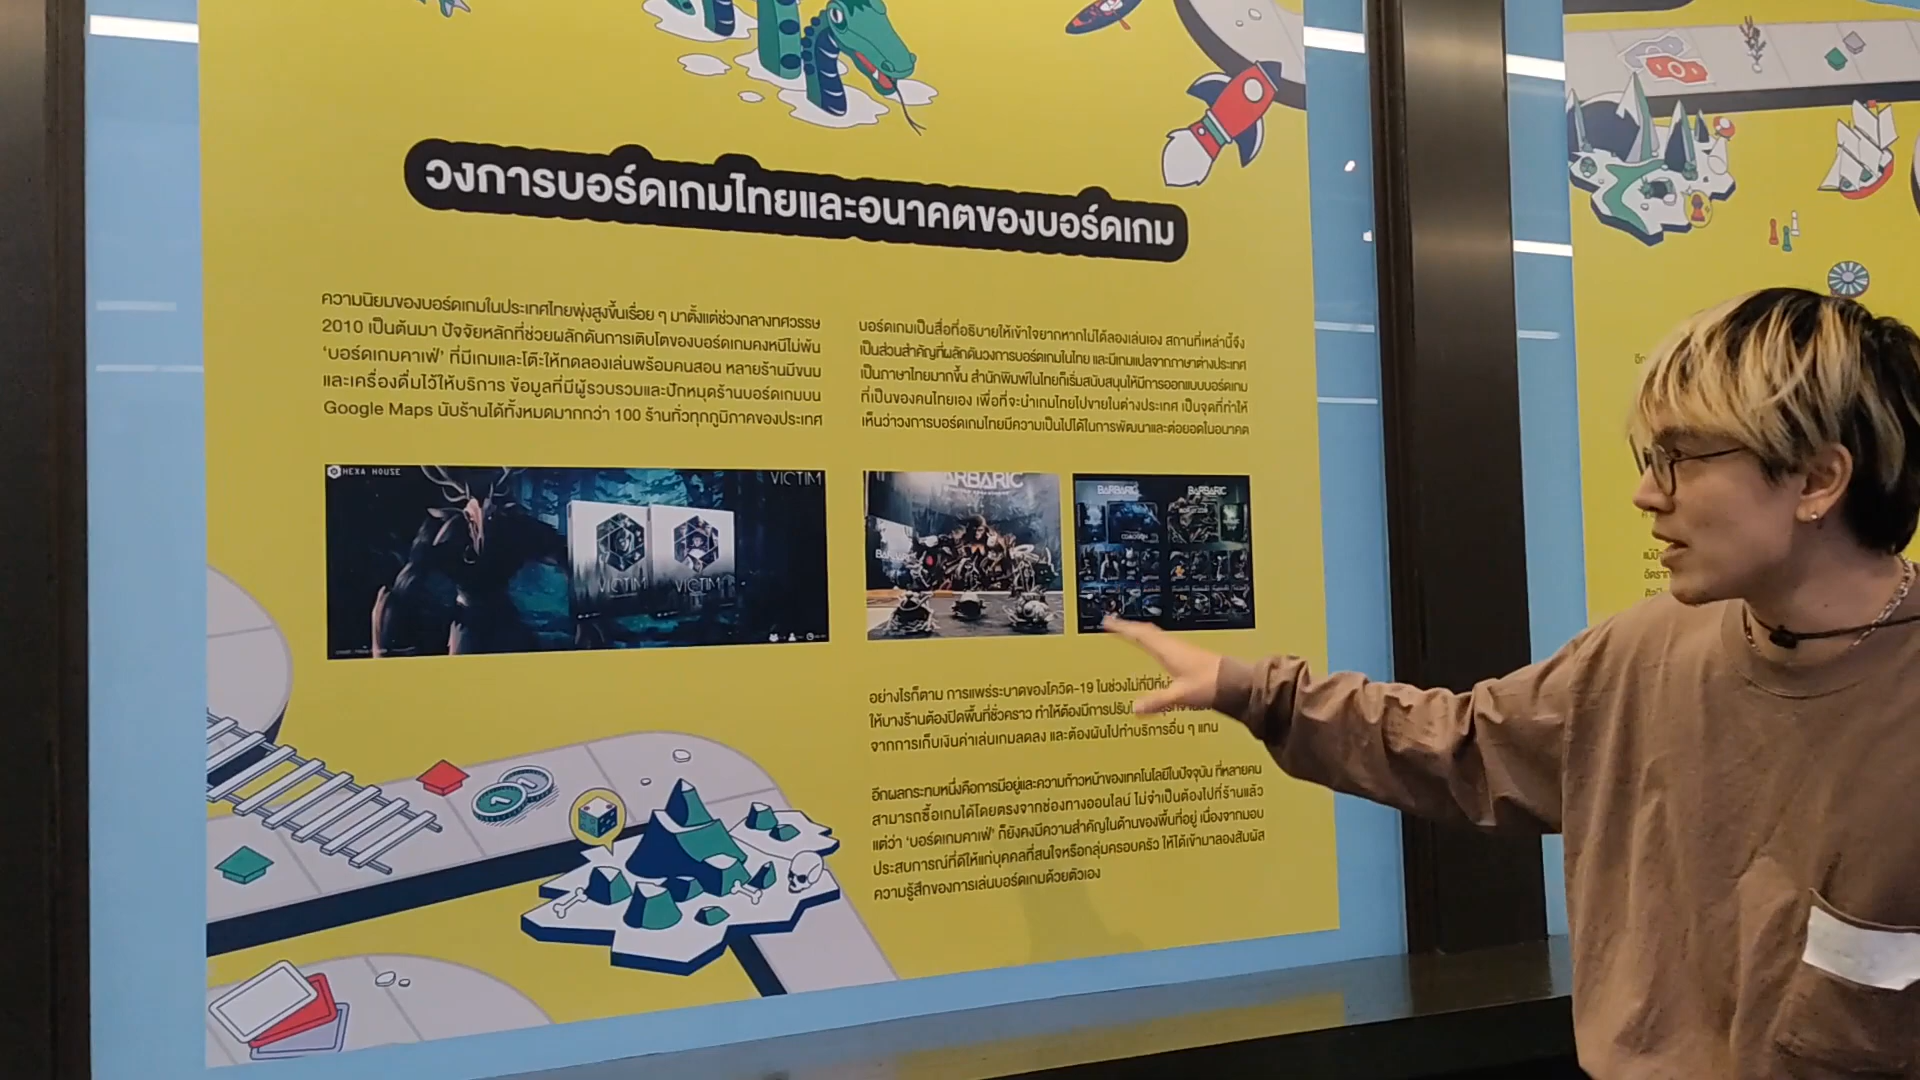 วงการบอร์ดเกมไทยและอนาคตของบอร์ดเกม
ความนิยมของบอร์ดเกมในประเทศไทยพุ่งสูงขึ้นเรื่อย ๆ มาตั้งแต่ช่วงกลางทศวรรษ
2010 เป็นต้นมา ปัจจัยหลักที่ช่วยผลักดันการเติบโตของบอร์ดเกมคงหนีไม่พ้น
‘บอร์ดเกมคาเฟ่’ ที่มีเกมและโต๊ะให้ทดลองเล่นพร้อมคนสอน หลายร้านมีขนม
และเครื่องดื่มไว้ให้บริการ ข้อมูลที่มีผู้รวบรวมและปักหมุดร้านบอร์ดเกมบน
Google Maps นับร้านได้ทั้งหมดมากกว่า 100 ร้านทั่วทุกภูมิภาคของประเทศ
บอร์ดเกมเป็นสื่อที่อธิบายให้เข้าใจยากหากไม่ได้ลองเล่นเอง สถานที่เหล่านี้จึง
เป็นส่วนสำคัญที่ผลักดันวงการบอร์ดเกมในไทย และมีเกมแปลจากภาษาต่างประเทศ
เป็นภาษาไทยมากขึ้น สำนักพิมพ์ในไทยก็เริ่มสนับสนุนให้มีการออกแบบบอร์ดเกม
ที่เป็นของคนไทยเอง เพื่อที่จะนำเกมไทยไปขายในต่างประเทศ เป็นจุดที่ทำให้
เห็นว่าวงการบอร์ดเกมไทยมีความเป็นไปได้ในการพัฒนาและต่อยอดในอนาคต
HEXA HOUSE
VICTIM
VICTIM
VICTIM
BARBARIC
BARBARIC
BARBARIC
อย่างไรก็ตาม การแพร่ระบาดของโควิด-19 ในช่วงไม่กี่ปีที่
ให้บางร้านต้องปิดพื้นที่ชั่วคราว ทำให้ต้องมีการปรับ
จากการเก็บเงินค่าเล่นเกมลดลง และต้องผันไปทำบริการอื่น ๆ แทน
อีกผลกระทบหนึ่งคือการมีอยู่และความก้าวหน้าของเทคโนโลยีในปัจจุบัน ที่หลายคน
สามารถซื้อเกมได้โดยตรงจากช่องทางออนไลน์ ไม่จำเป็นต้องไปที่ร้านแล้ว
แต่ว่า ‘บอร์ดเกมคาเฟ่’ ก็ยังคงมีความสำคัญในด้านของพื้นที่อยู่ เนื่องจากมอบ
ประสบการณ์ที่ดีให้แก่บุคคลที่สนใจหรือกลุ่มครอบครัว ให้ได้เข้ามาลองสัมผัส
ความรู้สึกของการเล่นบอร์ดเกมด้วยตัวเอง